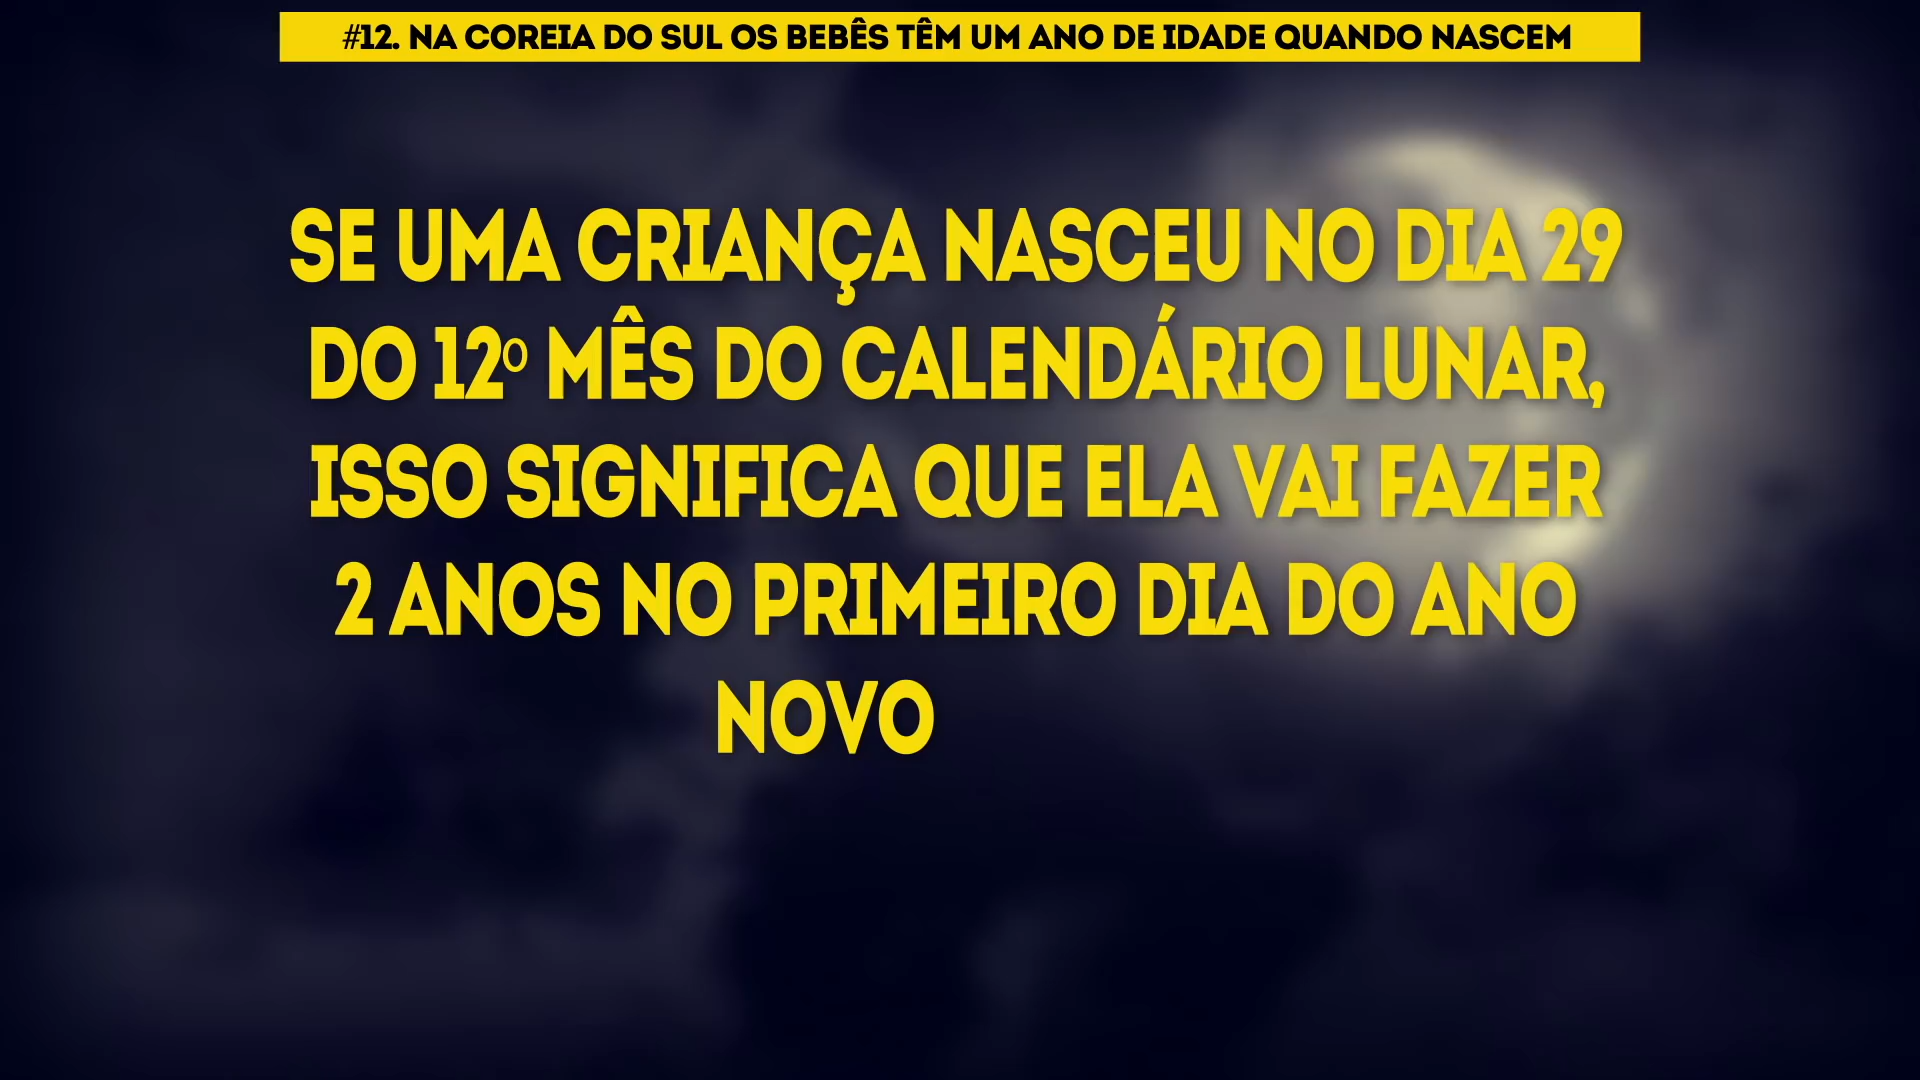 #12. NA COREIA DO SUL OS BEBÊS TÊM UM ANO DE IDADE QUANDO NASCEM
SE UMA CRIANÇA NASCEU NO DIA 29
DO 12º MÊS DO CALENDÁRIO LUNAR,
ISSO SIGNIFICA QUE ELA VAI FAZER
2 ANOS NO PRIMEIRO DIA DO ANO
NOVO